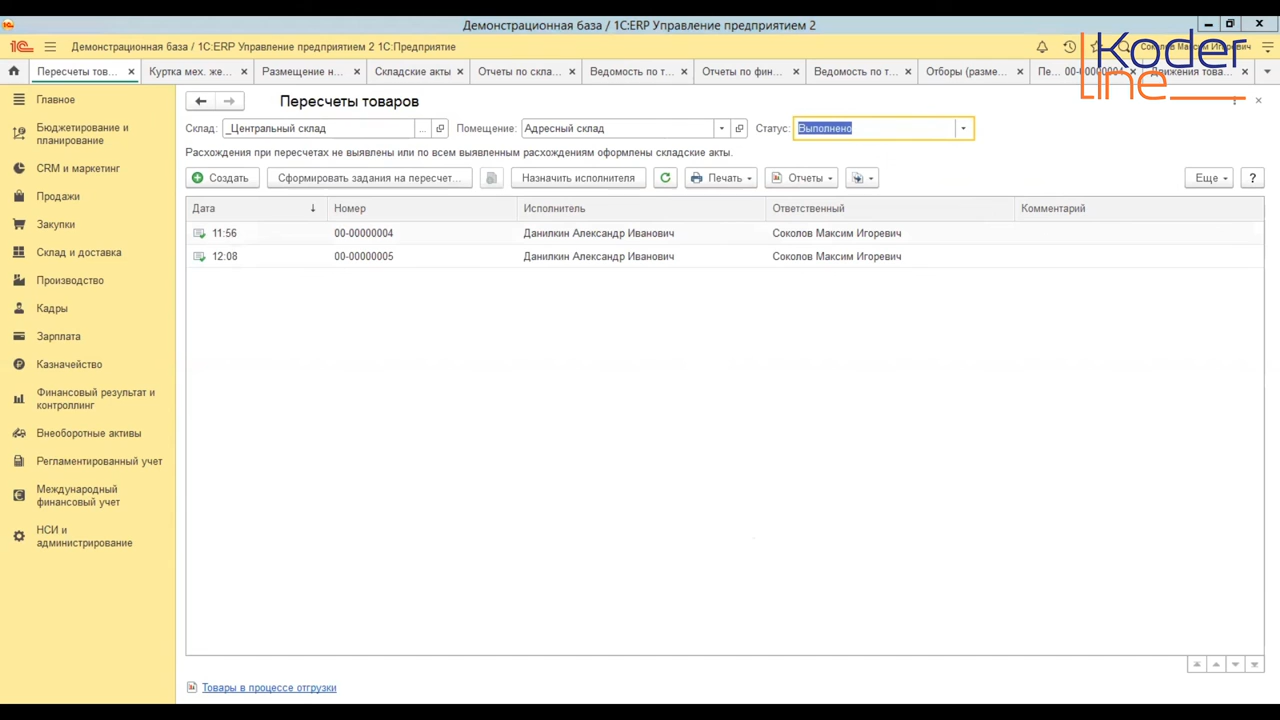 Демонстрационная база / 1С:ERP Управление предприятием 2
Демонстрационная база / 1С:ERP Управление предприятием 2 1С:Предприятие
Соколов Максим Игоревич
Koder
line
Пересчеты тов...
Куртка мех. же...
Размещение н...
Складские акты
Отчеты по скла...
Ведомость по т...
Отчеты по фин...
Ведомость по т...
Отборы (разме...
Пе... 00-00000004
Движения това...
Главное
Бюджетирование и
планирование
CRM и маркетинг
Продажи
Закупки
Склад и доставка
Производство
Кадры
Зарплата
Казначейство
Финансовый результат и
контроллинг
Внеоборотные активы
Регламентированный учет
Международный
финансовый учет
НСИ и
администрирование
Пересчеты товаров
Склад: _Центральный склад ... Помещение: Адресный склад Статус: Выполнено
Расхождения при пересчетах не выявлены или по всем выявленным расхождениям оформлены складские акты.
Создать Сформировать задания на пересчет... Назначить исполнителя Печать Отчеты Еще ?
Дата Номер Исполнитель Ответственный Комментарий
11:56 00-00000004 Данилкин Александр Иванович Соколов Максим Игоревич
12:08 00-00000005 Данилкин Александр Иванович Соколов Максим Игоревич
Товары в процессе отгрузки